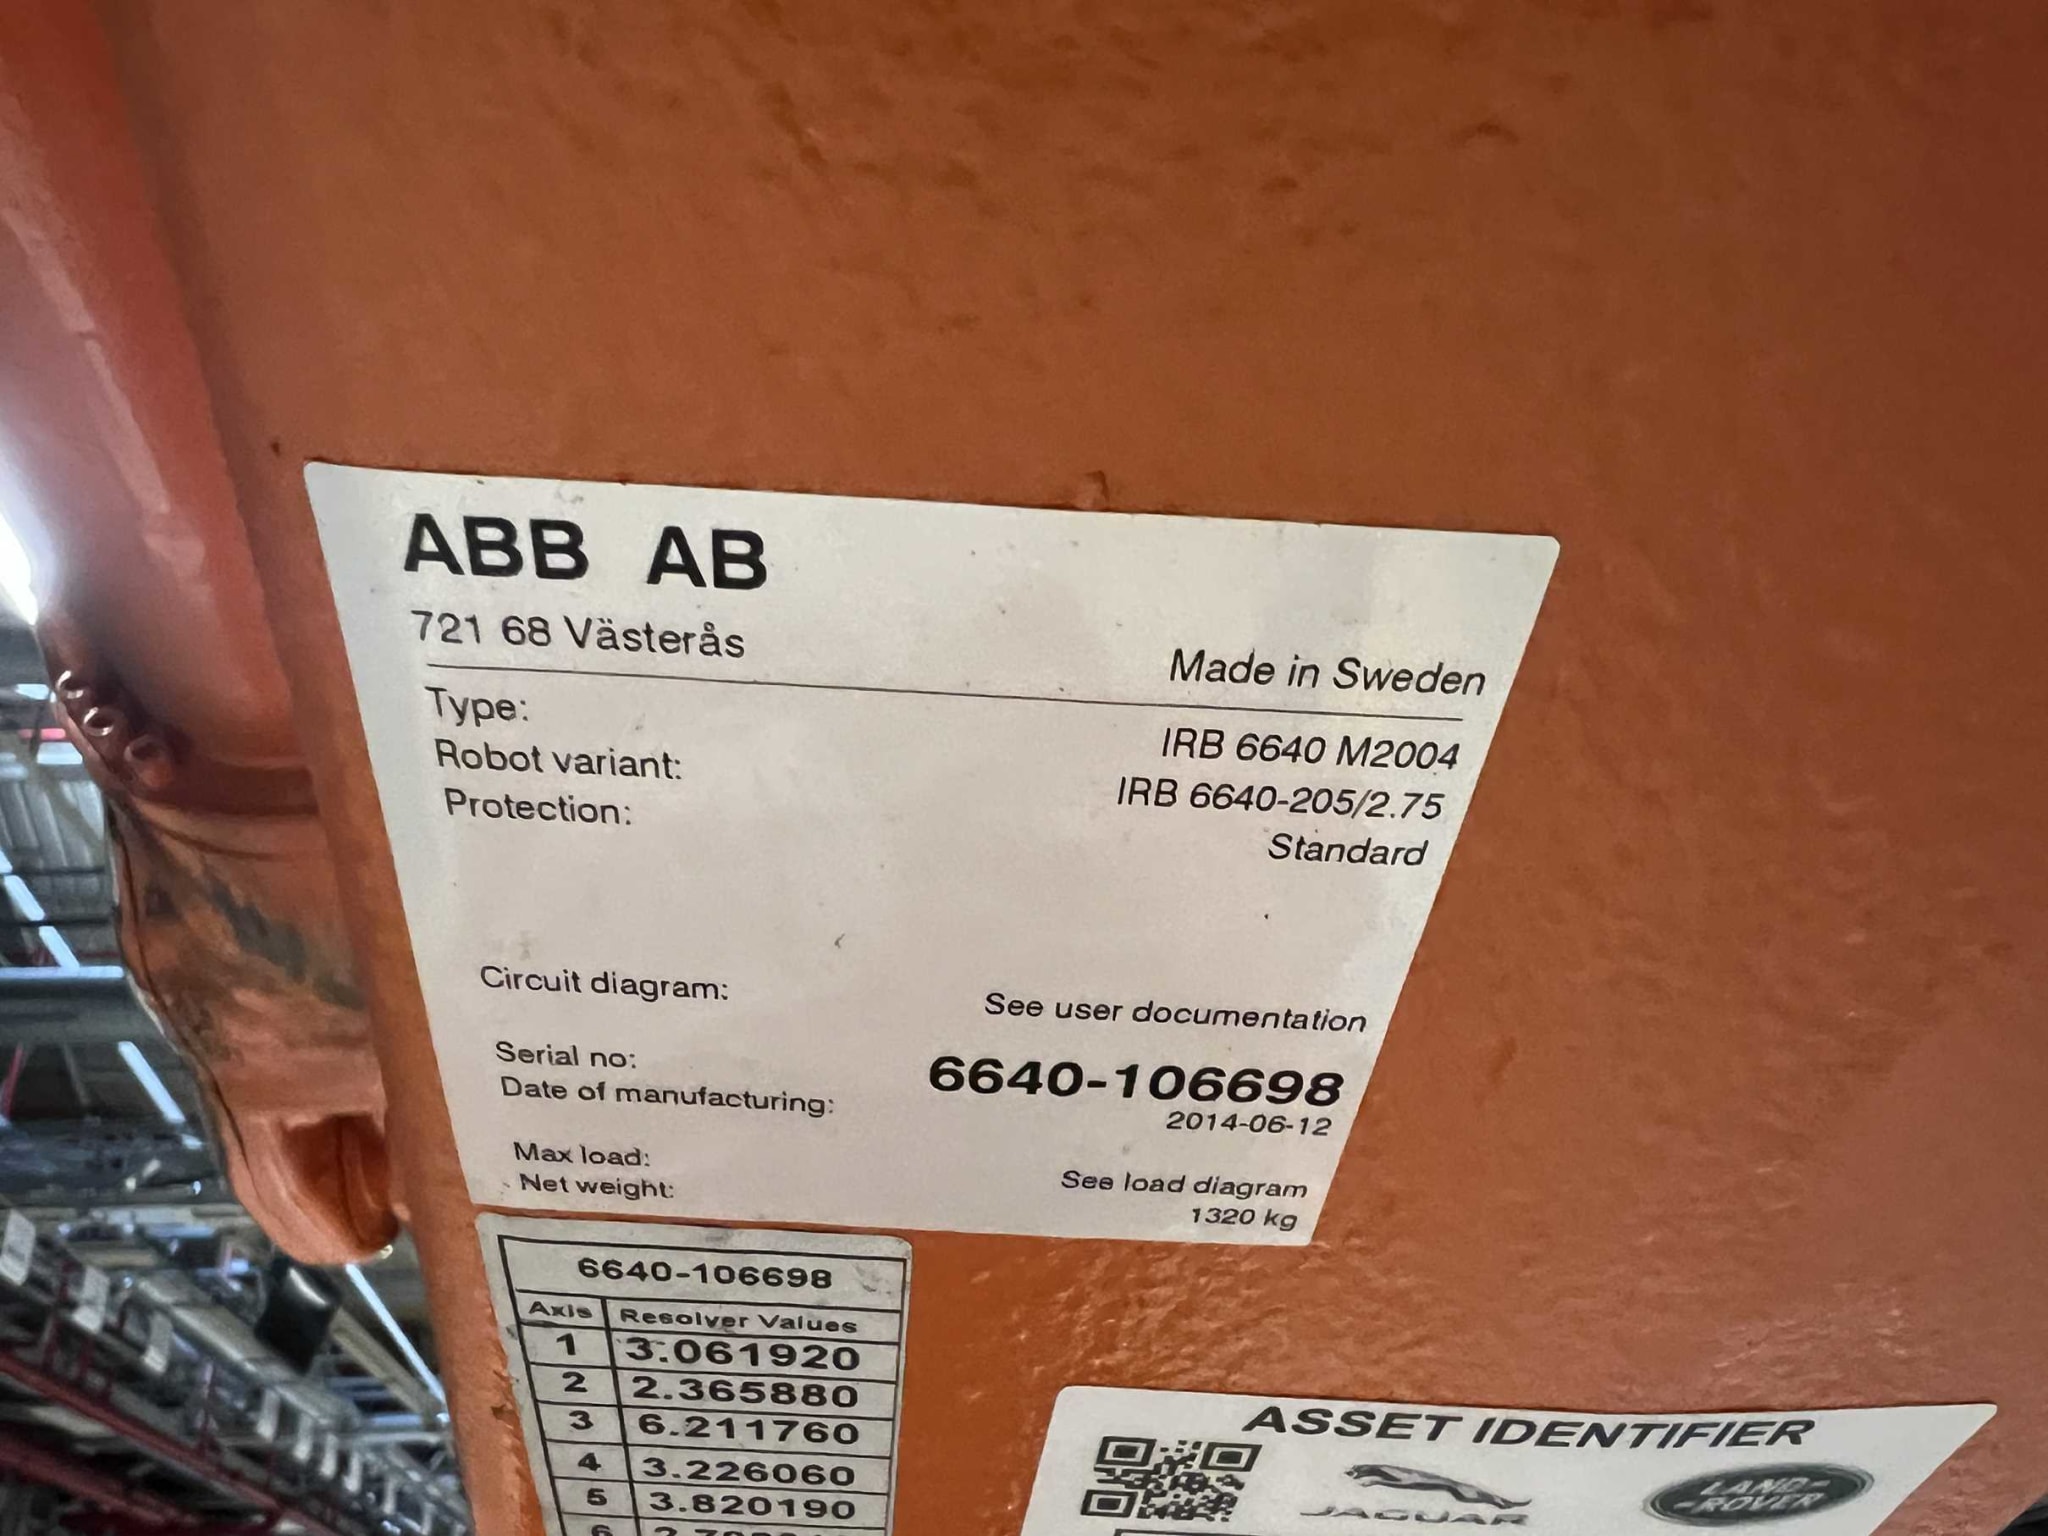 ABB AB
721 68 Västerås
Made in Sweden
Type: IRB 6640 M2004
Robot variant: IRB 6640-205/2.75
Protection: Standard
Circuit diagram: See user documentation
Serial no: 6640-106698
Date of manufacturing: 2014-06-12
Max load: See load diagram
Net weight: 1320 kg
6640-106698
Axis Resolver Values
1 3.061920
2 2.365880
3 6.211760
4 3.226060
5 3.820190
6
ASSET IDENTIFIER
JAGUAR
LAND-
-ROVER